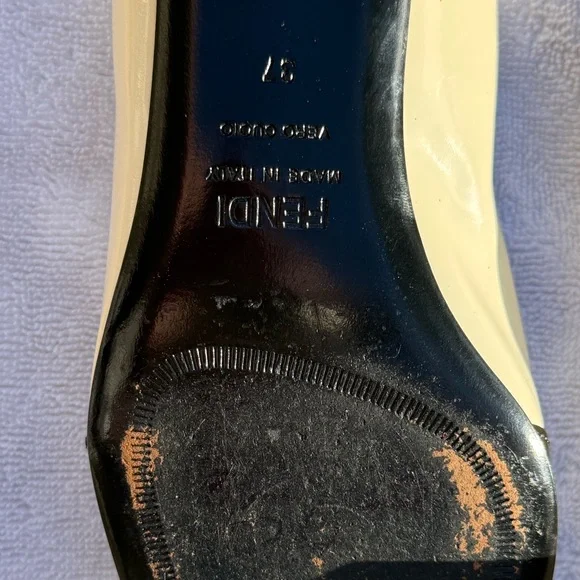 FENDI
MADE IN ITALY
VERO CUOIO
37